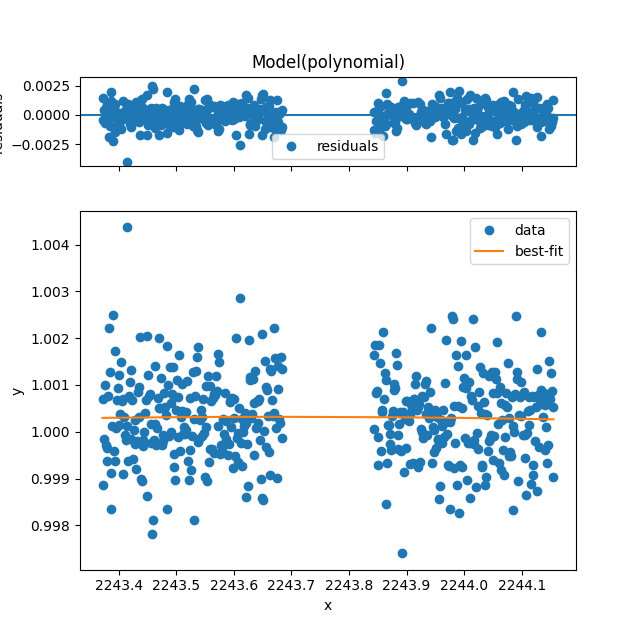 Model(polynomial)
0.0025
0.0000
−0.0025
residuals
residuals
1.004
1.003
1.002
1.001
1.000
0.999
0.998
y
data
best-fit
2243.4 2243.5 2243.6 2243.7 2243.8 2243.9 2244.0 2244.1
x